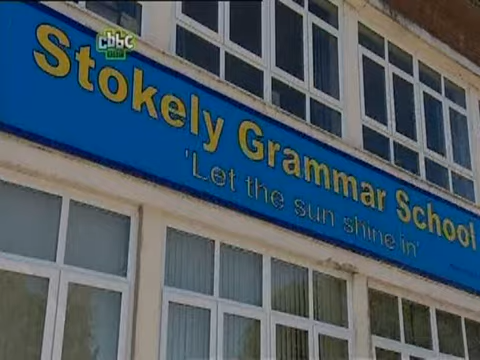 cbbc
Stokely Grammar School
'Let the sun shine in'